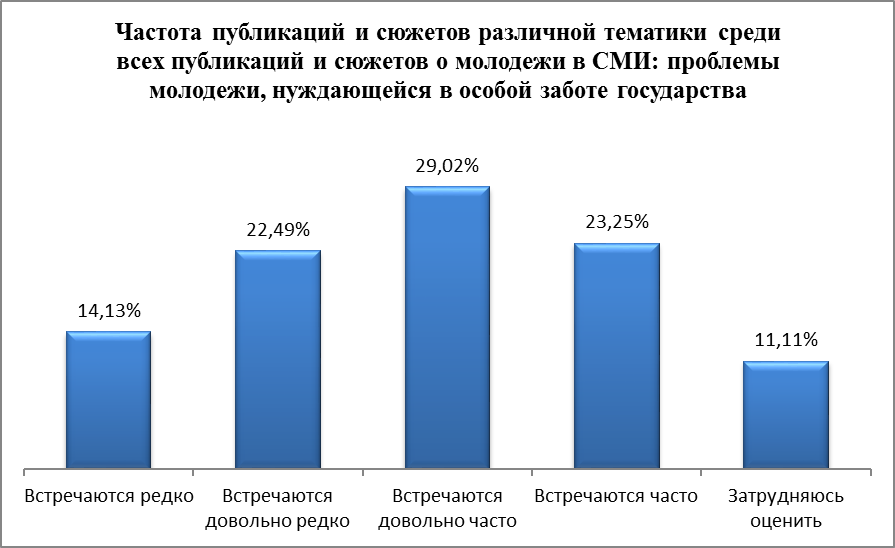 Частота публикаций и сюжетов различной тематики среди
всех публикаций и сюжетов о молодежи в СМИ: проблемы
молодежи, нуждающейся в особой заботе государства
29,02%
23,25%
22,49%
14,13%
11,11%
Встречаются редко
Встречаются
довольно редко
Встречаются
довольно часто
Встречаются часто
Затрудняюсь
оценить